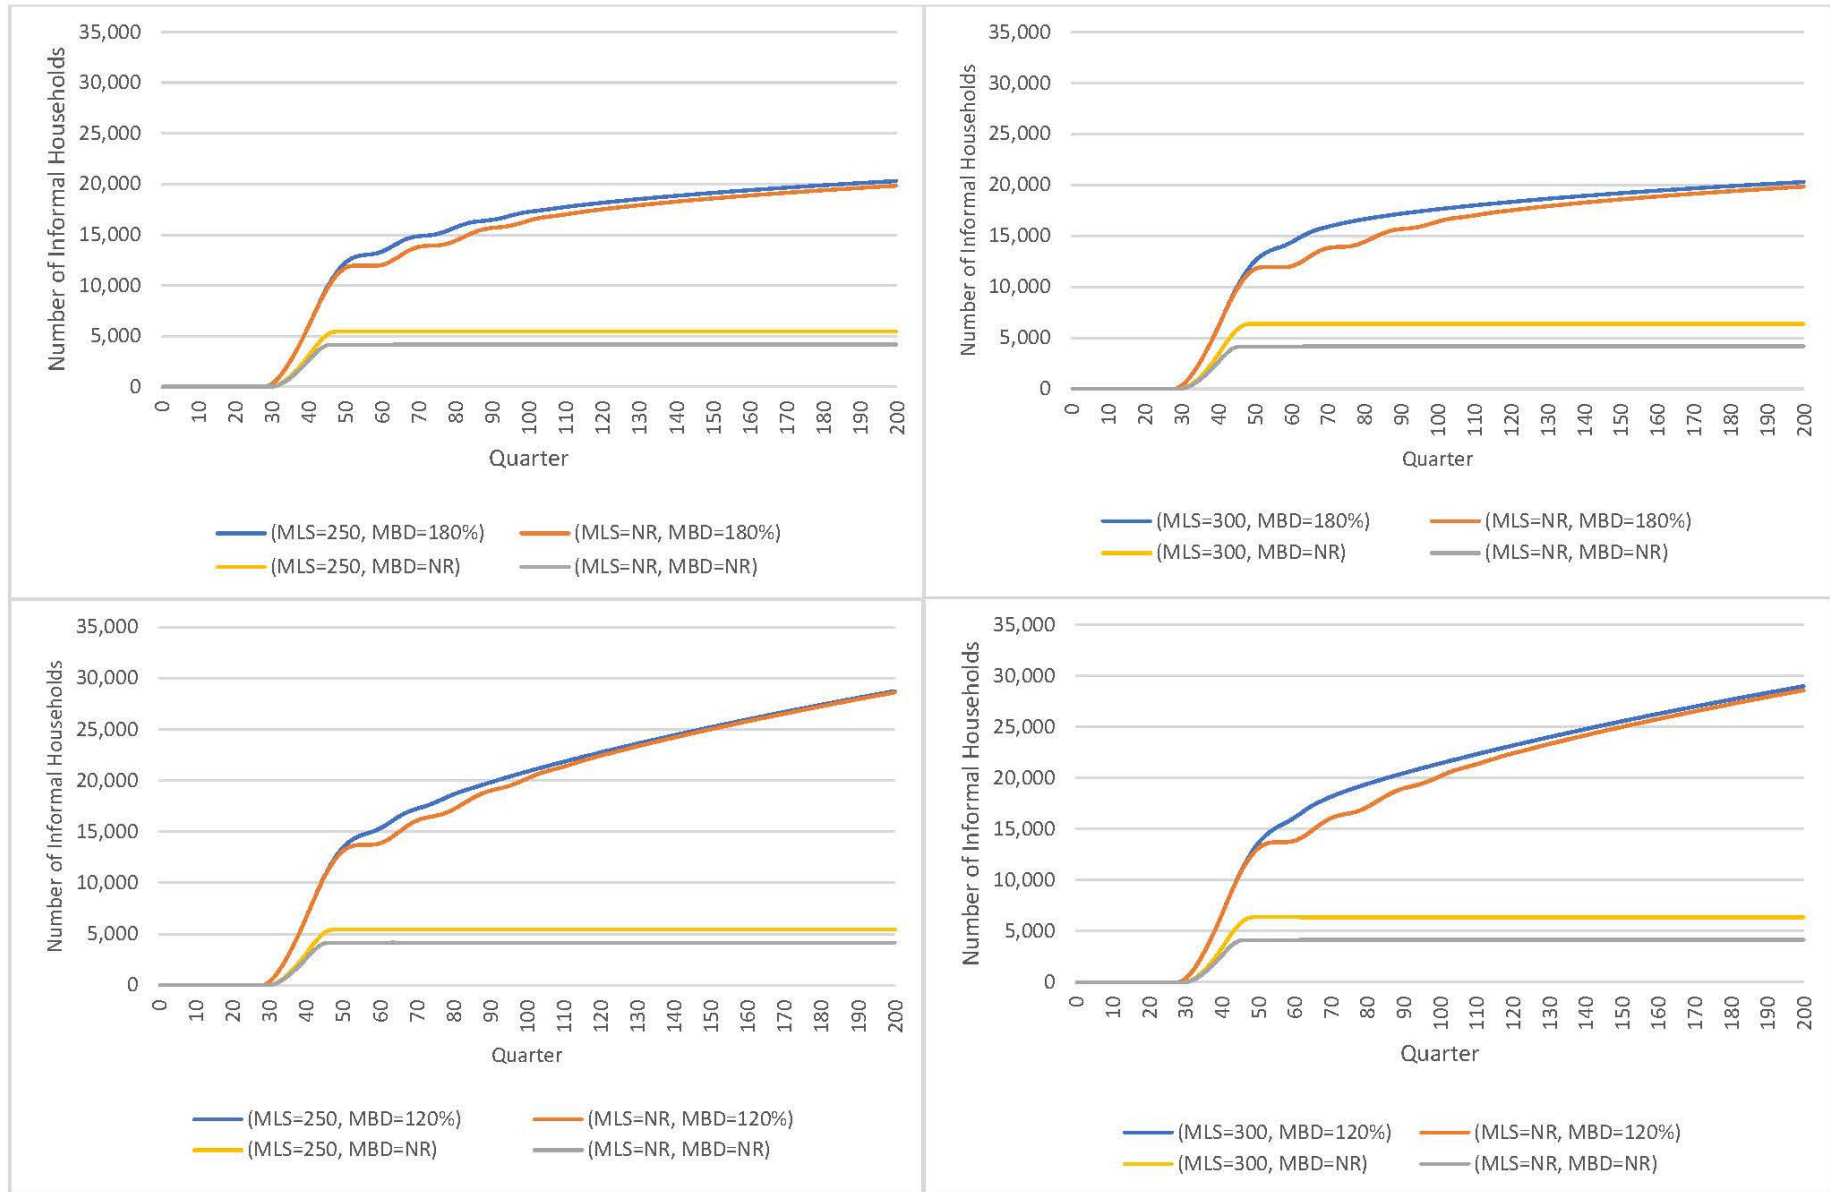 Number of Informal Households
35,000
30,000
25,000
20,000
15,000
10,000
5,000
0
0 10 20 30 40 50 60 70 80 90 100 110 120 130 140 150 160 170 180 190 200
Quarter
(MLS=250, MBD=180%) (MLS=NR, MBD=180%)
(MLS=250, MBD=NR) (MLS=NR, MBD=NR)
Number of Informal Households
35,000
30,000
25,000
20,000
15,000
10,000
5,000
0
0 10 20 30 40 50 60 70 80 90 100 110 120 130 140 150 160 170 180 190 200
Quarter
(MLS=300, MBD=180%) (MLS=NR, MBD=180%)
(MLS=300, MBD=NR) (MLS=NR, MBD=NR)
Number of Informal Households
35,000
30,000
25,000
20,000
15,000
10,000
5,000
0
0 10 20 30 40 50 60 70 80 90 100 110 120 130 140 150 160 170 180 190 200
Quarter
(MLS=250, MBD=120%) (MLS=NR, MBD=120%)
(MLS=250, MBD=NR) (MLS=NR, MBD=NR)
Number of Informal Households
35,000
30,000
25,000
20,000
15,000
10,000
5,000
0
0 10 20 30 40 50 60 70 80 90 100 110 120 130 140 150 160 170 180 190 200
Quarter
(MLS=300, MBD=120%) (MLS=NR, MBD=120%)
(MLS=300, MBD=NR) (MLS=NR, MBD=NR)